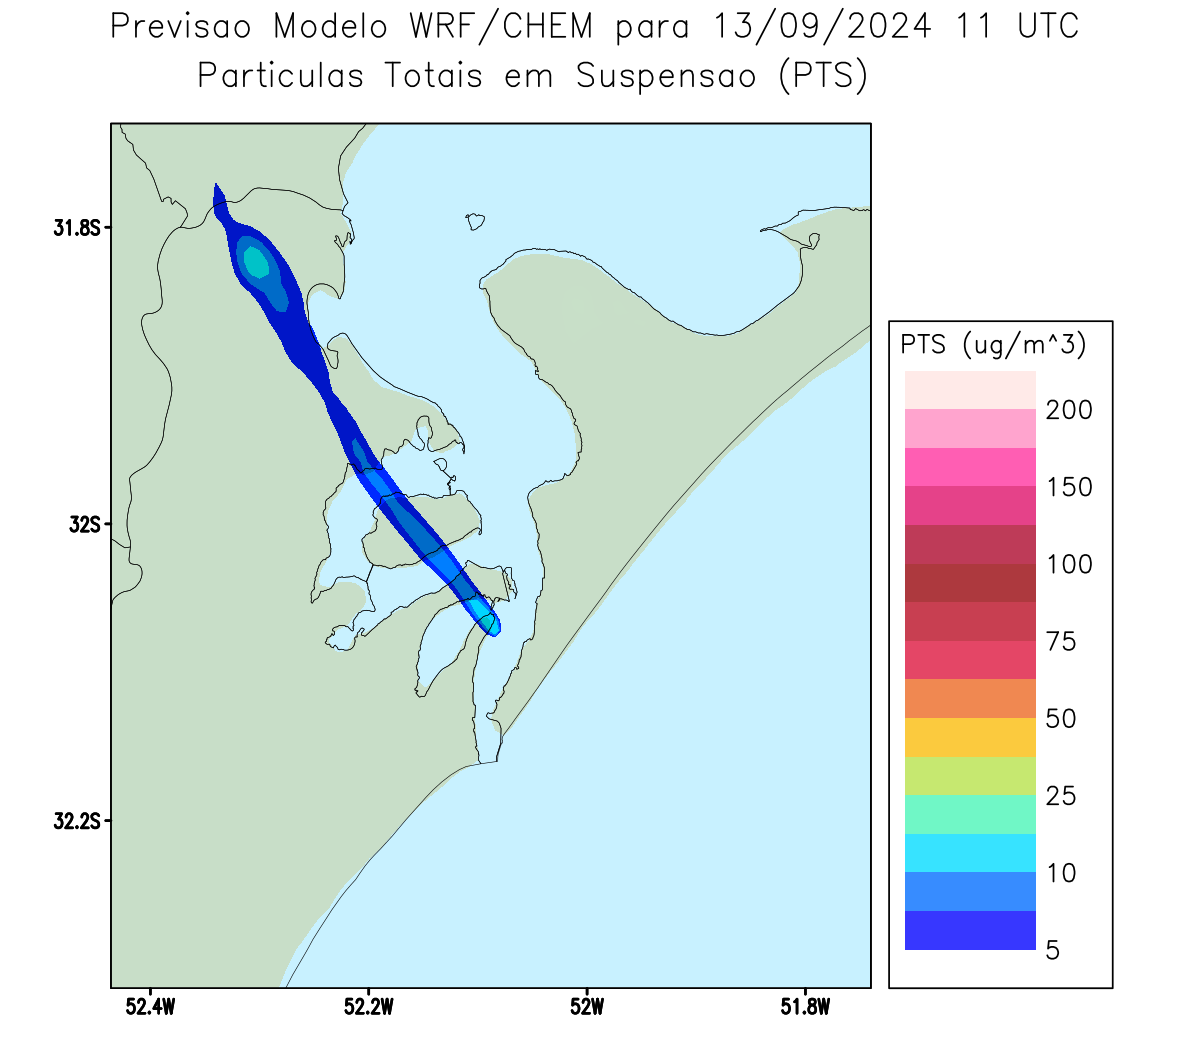 Previsao Modelo WRF/CHEM para 13/09/2024 11 UTC
Particulas Totais em Suspensao (PTS)
31.8S
32S
32.2S
52.4W
52.2W
52W
51.8W
PTS (ug/m^3)
200
150
100
75
50
25
10
5